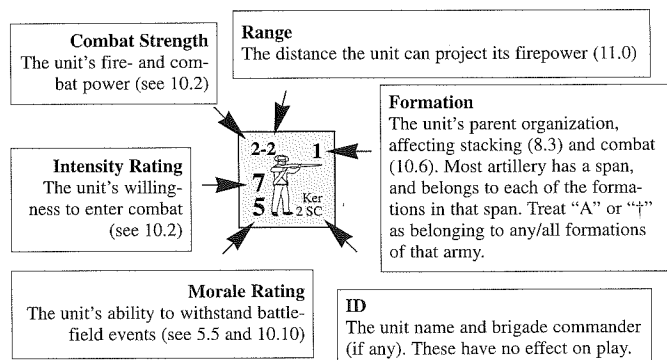 Combat Strength
The unit's fire- and com-
bat power (see 10.2)
Range
The distance the unit can project its firepower (11.0)
Formation
The unit's parent organization,
affecting stacking (8.3) and combat
(10.6). Most artillery has a span,
and belongs to each of the forma-
tions in that span. Treat “A” or “†”
as belonging to any/all formations
of that army.
Intensity Rating
The unit's willing-
ness to enter combat
(see 10.2)
2-2 1
7
5 Ker
2 SC
Morale Rating
The unit's ability to withstand battle-
field events (see 5.5 and 10.10)
ID
The unit name and brigade commander
(if any). These have no effect on play.